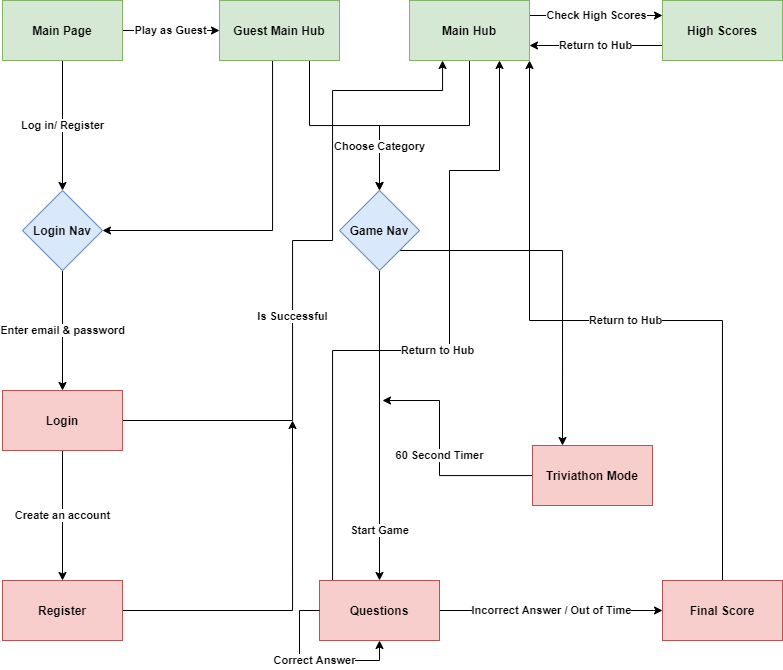 Main Page
Play as Guest
Guest Main Hub
Main Hub
Check High Scores
Return to Hub
High Scores
Log in/ Register
Choose Category
Login Nav
Game Nav
Is Successful
Return to Hub
Enter email & password
Return to Hub
Login
60 Second Timer
Triviathon Mode
Create an account
Start Game
Register
Questions
Incorrect Answer / Out of Time
Final Score
Correct Answer